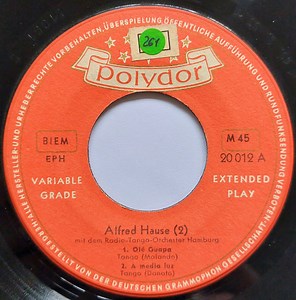 ALLE HERSTELLER-UND URHEBERRECHTE VORBEHALTEN, ÜBERSPIELUNG, ÖFFENTLICHE AUFFÜHRUNG UND RUNDFUNKSENDUNG
264
polydor
BIEM
EPH
M 45
20 012 A
VARIABLE
GRADE
EXTENDED
PLAY
Alfred Hause (2)
mit dem Radio-Tango-Orchester Hamburg
1. Olé Guapa
Tango (Malando)
2. A media luz
Tango (Donato)
HERGESTELLT VON DER DEUTSCHEN GRAMMOPHON GESELLSCHAFT